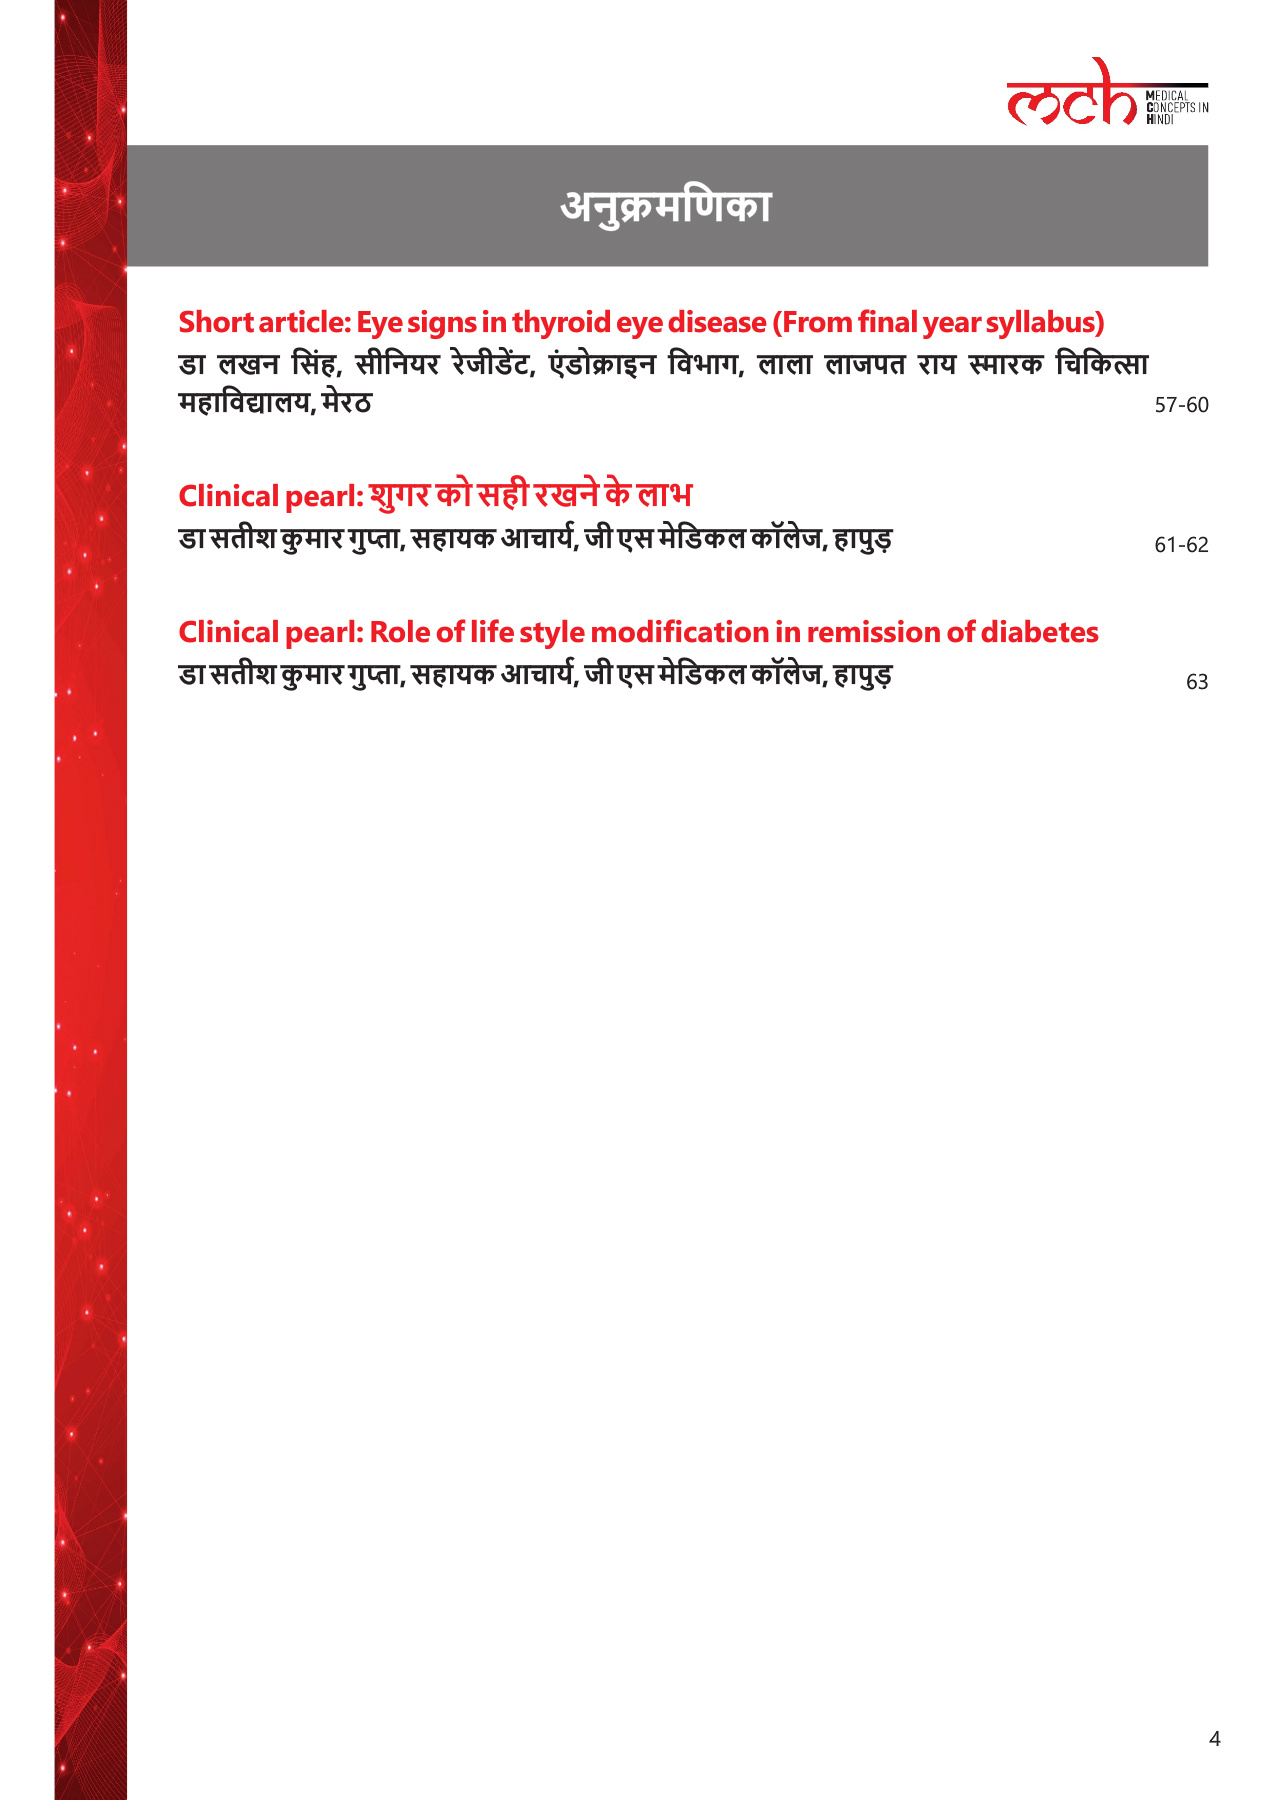 mch
MEDICAL
CONCEPTS IN
HINDI
अनुक्रमणिका
Short article: Eye signs in thyroid eye disease (From final year syllabus)
डा लखन सिंह, सीनियर रेजीडेंट, एंडोक्राइन विभाग, लाला लाजपत राय स्मारक चिकित्सा
महाविद्यालय, मेरठ 57-60
Clinical pearl: शुगर को सही रखने के लाभ
डा सतीश कुमार गुप्ता, सहायक आचार्य, जी एस मेडिकल कॉलेज, हापुड़ 61-62
Clinical pearl: Role of life style modification in remission of diabetes
डा सतीश कुमार गुप्ता, सहायक आचार्य, जी एस मेडिकल कॉलेज, हापुड़ 63
4